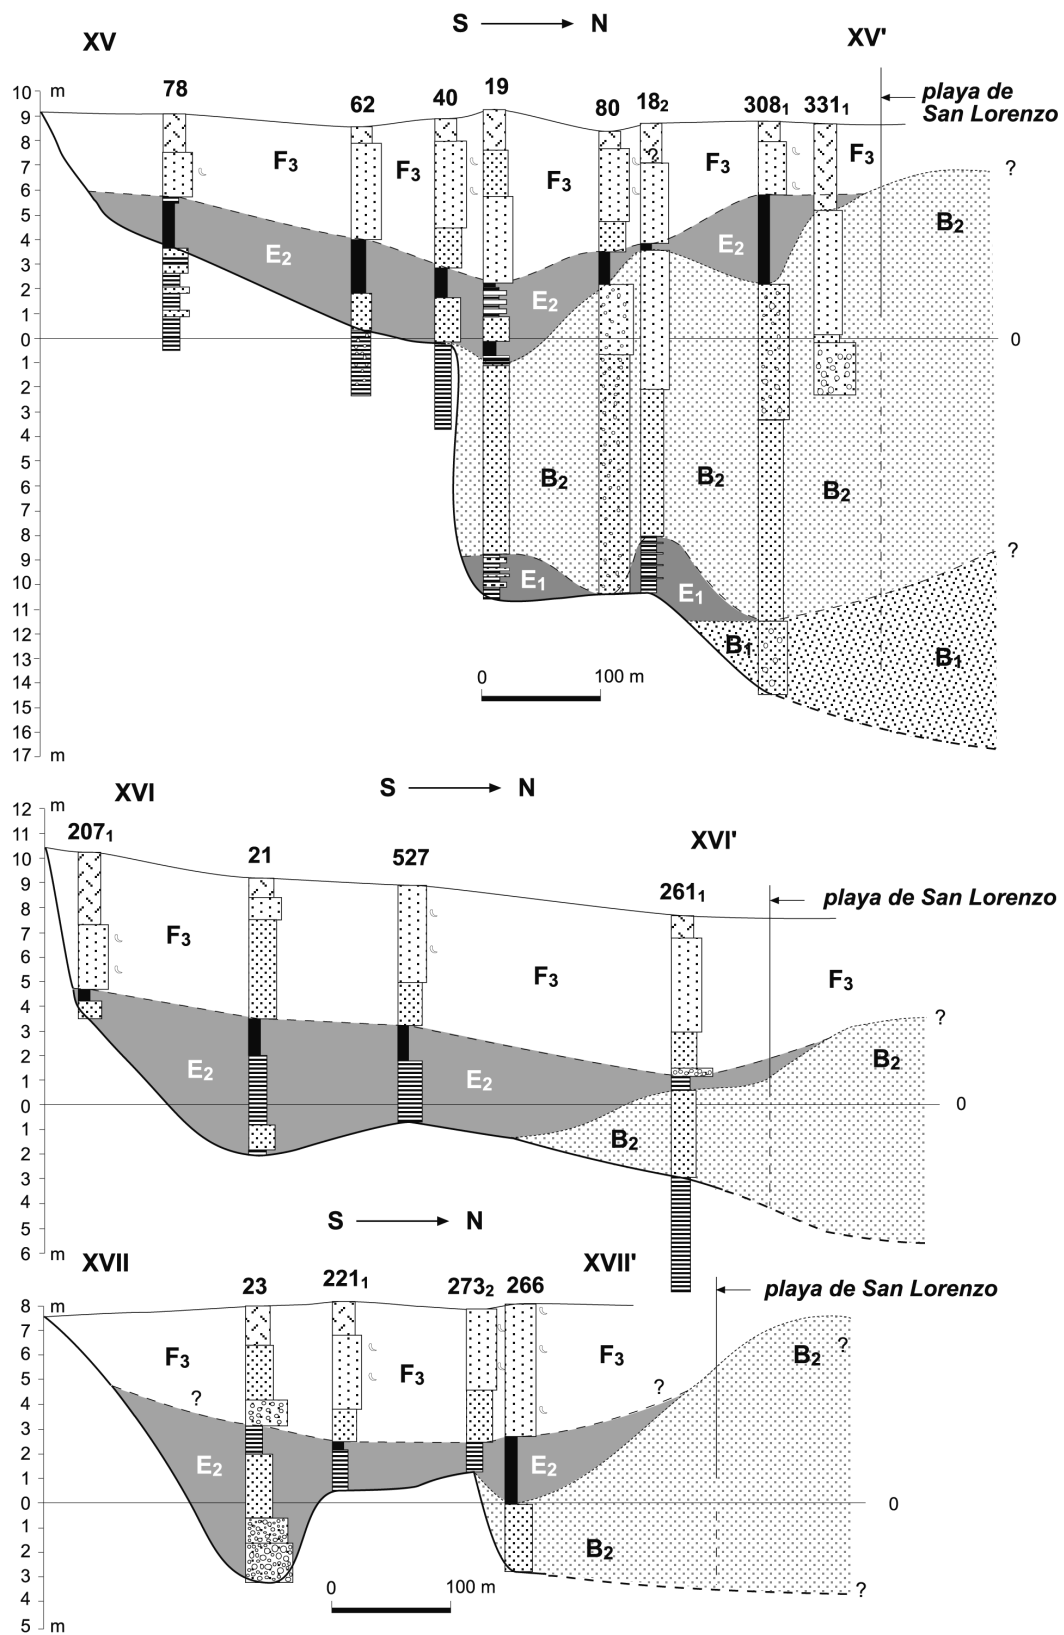 S N
XV XV'
10 m
78 62 40 19 80 18₂ 308₁ 331₁
playa de
San Lorenzo
9
8
7
6
5
4
3
2
1
0
1
2
3
4
5
6
7
8
9
10
11
12
13
14
15
16
17 m
F₃ F₃ F₃ F₃ F₃
?
?
E₂ E₂ E₂
B₂
0
B₂ B₂ B₂
?
E₁ E₁
B₁ B₁
0 100 m
S N
XVI XVI'
12 m
11
10
9
8
7
6
5
4
3
2
1
0
1
2
3
4
5
6 m
207₁ 21 527 261₁
playa de San Lorenzo
F₃ F₃ F₃
?
E₂ E₂ B₂
0
B₂
S N
XVII XVII'
8 m
7
6
5
4
3
2
1
0
1
2
3
4
5 m
23 221₁ 273₂ 266
playa de San Lorenzo
F₃ F₃ F₃ B₂ ?
? ?
E₂ E₂
0
B₂
?
0 100 m